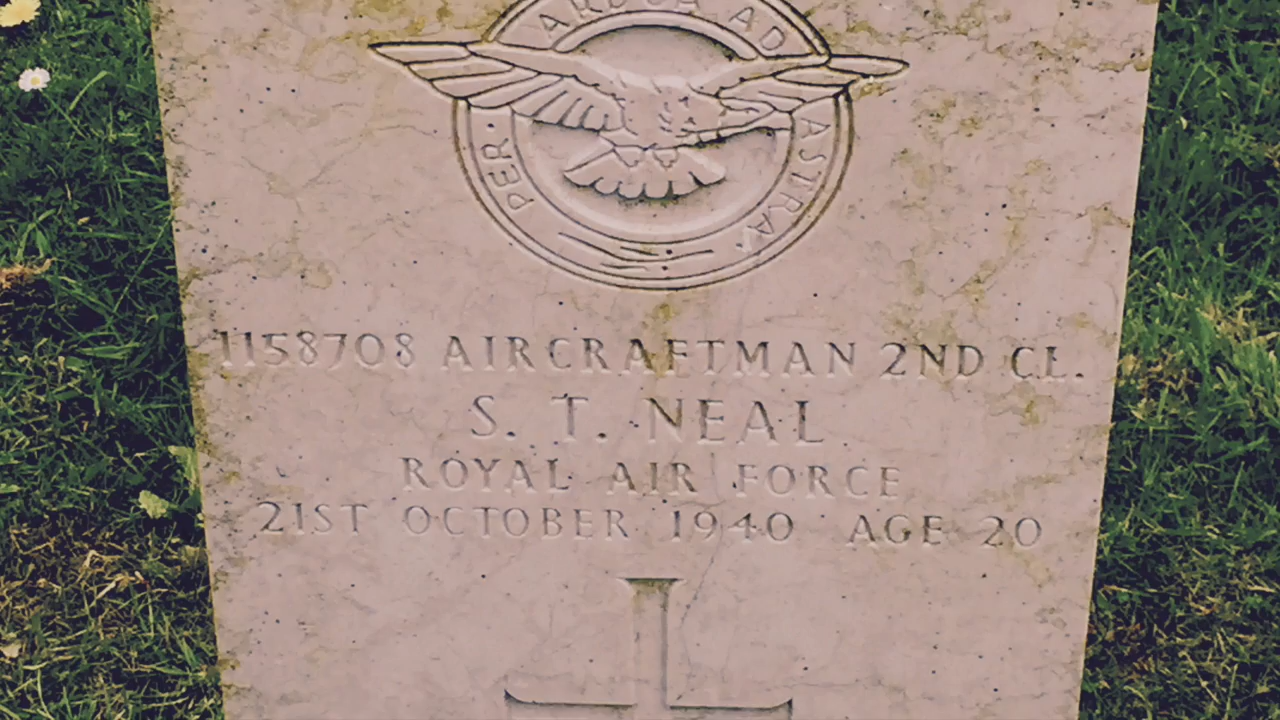 PER · ARDUA AD ASTRA
1158708 AIRCRAFTMAN 2ND CL.
S. T. NEAL
ROYAL AIR FORCE
21ST OCTOBER 1940 AGE 20